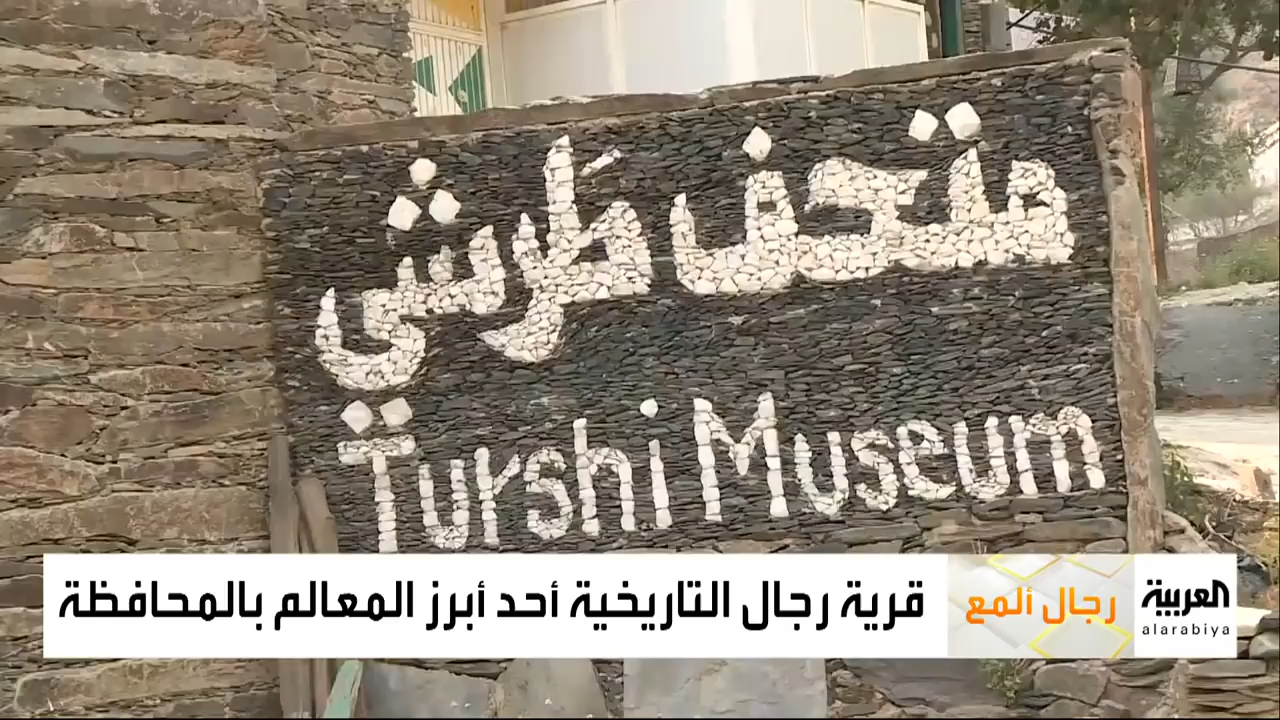 متحف طرشي
Turshi Museum
قرية رجال التاريخية أحد أبرز المعالم بالمحافظة
رجال ألمع
العربية
alarabiya